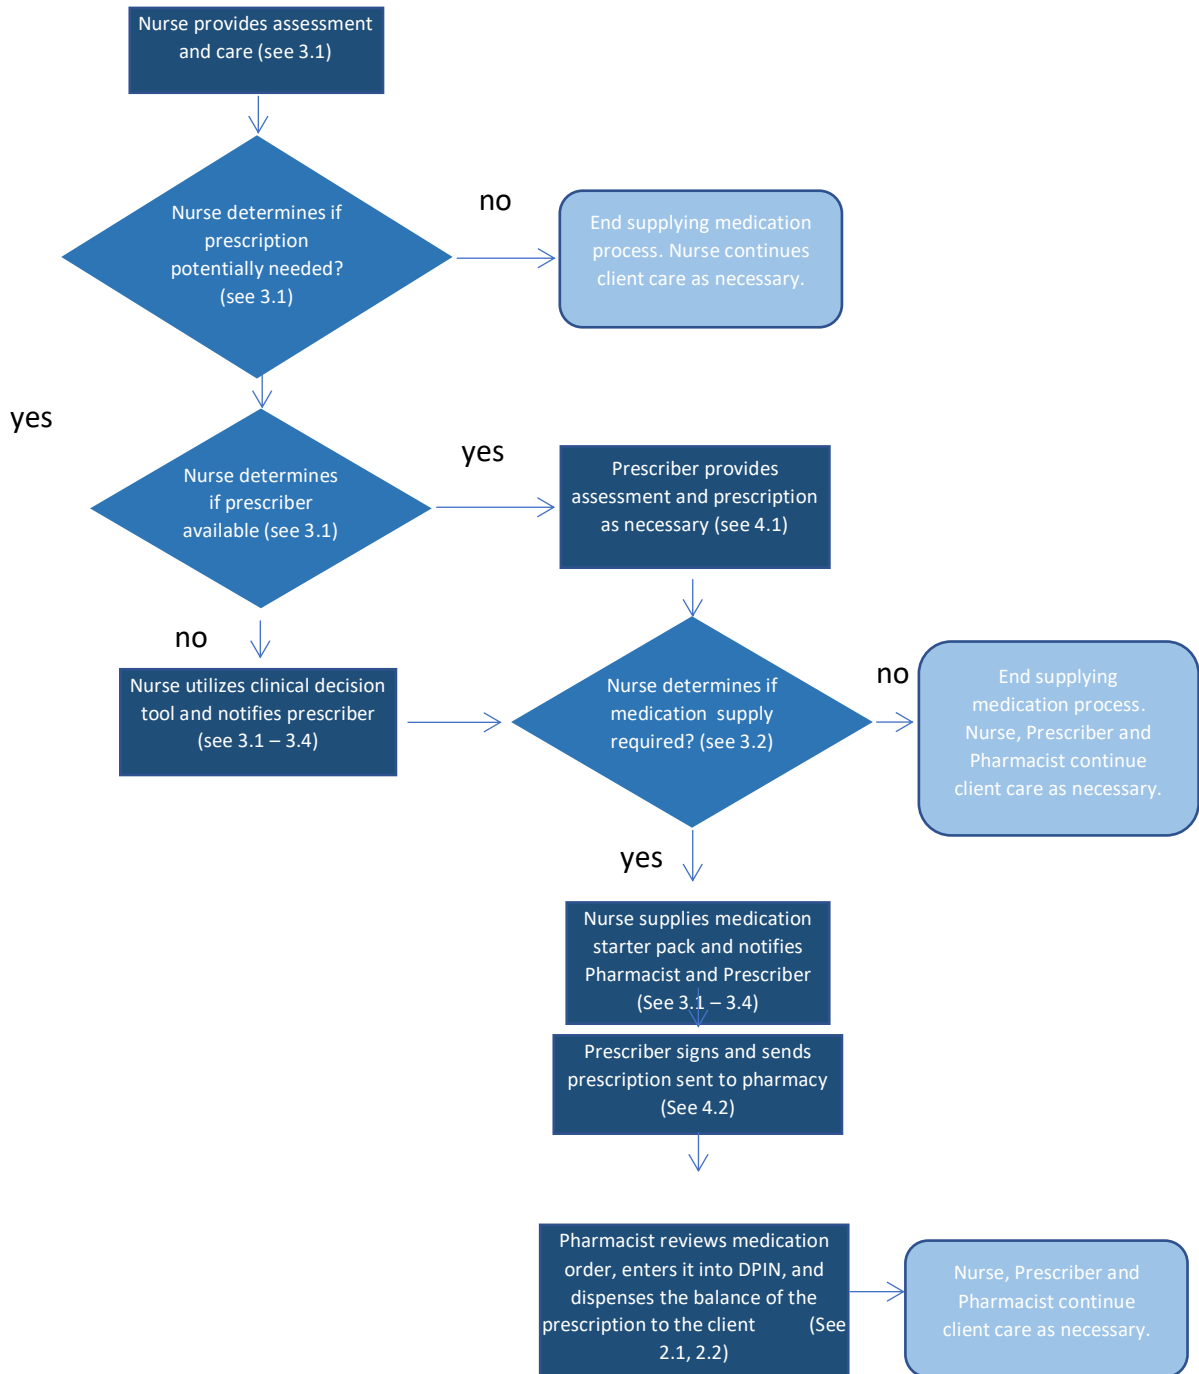 Nurse provides assessment
and care (see 3.1)
Nurse determines if
prescription
potentially needed?
(see 3.1)
no
End supplying medication
process. Nurse continues
client care as necessary.
yes
Nurse determines
if prescriber
available (see 3.1)
yes
Prescriber provides
assessment and prescription
as necessary (see 4.1)
no
Nurse utilizes clinical decision
tool and notifies prescriber
(see 3.1 – 3.4)
Nurse determines if
medication supply
required? (see 3.2)
no
End supplying
medication process.
Nurse, Prescriber and
Pharmacist continue
client care as necessary.
yes
Nurse supplies medication
starter pack and notifies
Pharmacist and Prescriber
(See 3.1 – 3.4)
Prescriber signs and sends
prescription sent to pharmacy
(See 4.2)
Pharmacist reviews medication
order, enters it into DPIN, and
dispenses the balance of the
prescription to the client (See
2.1, 2.2)
Nurse, Prescriber and
Pharmacist continue
client care as necessary.